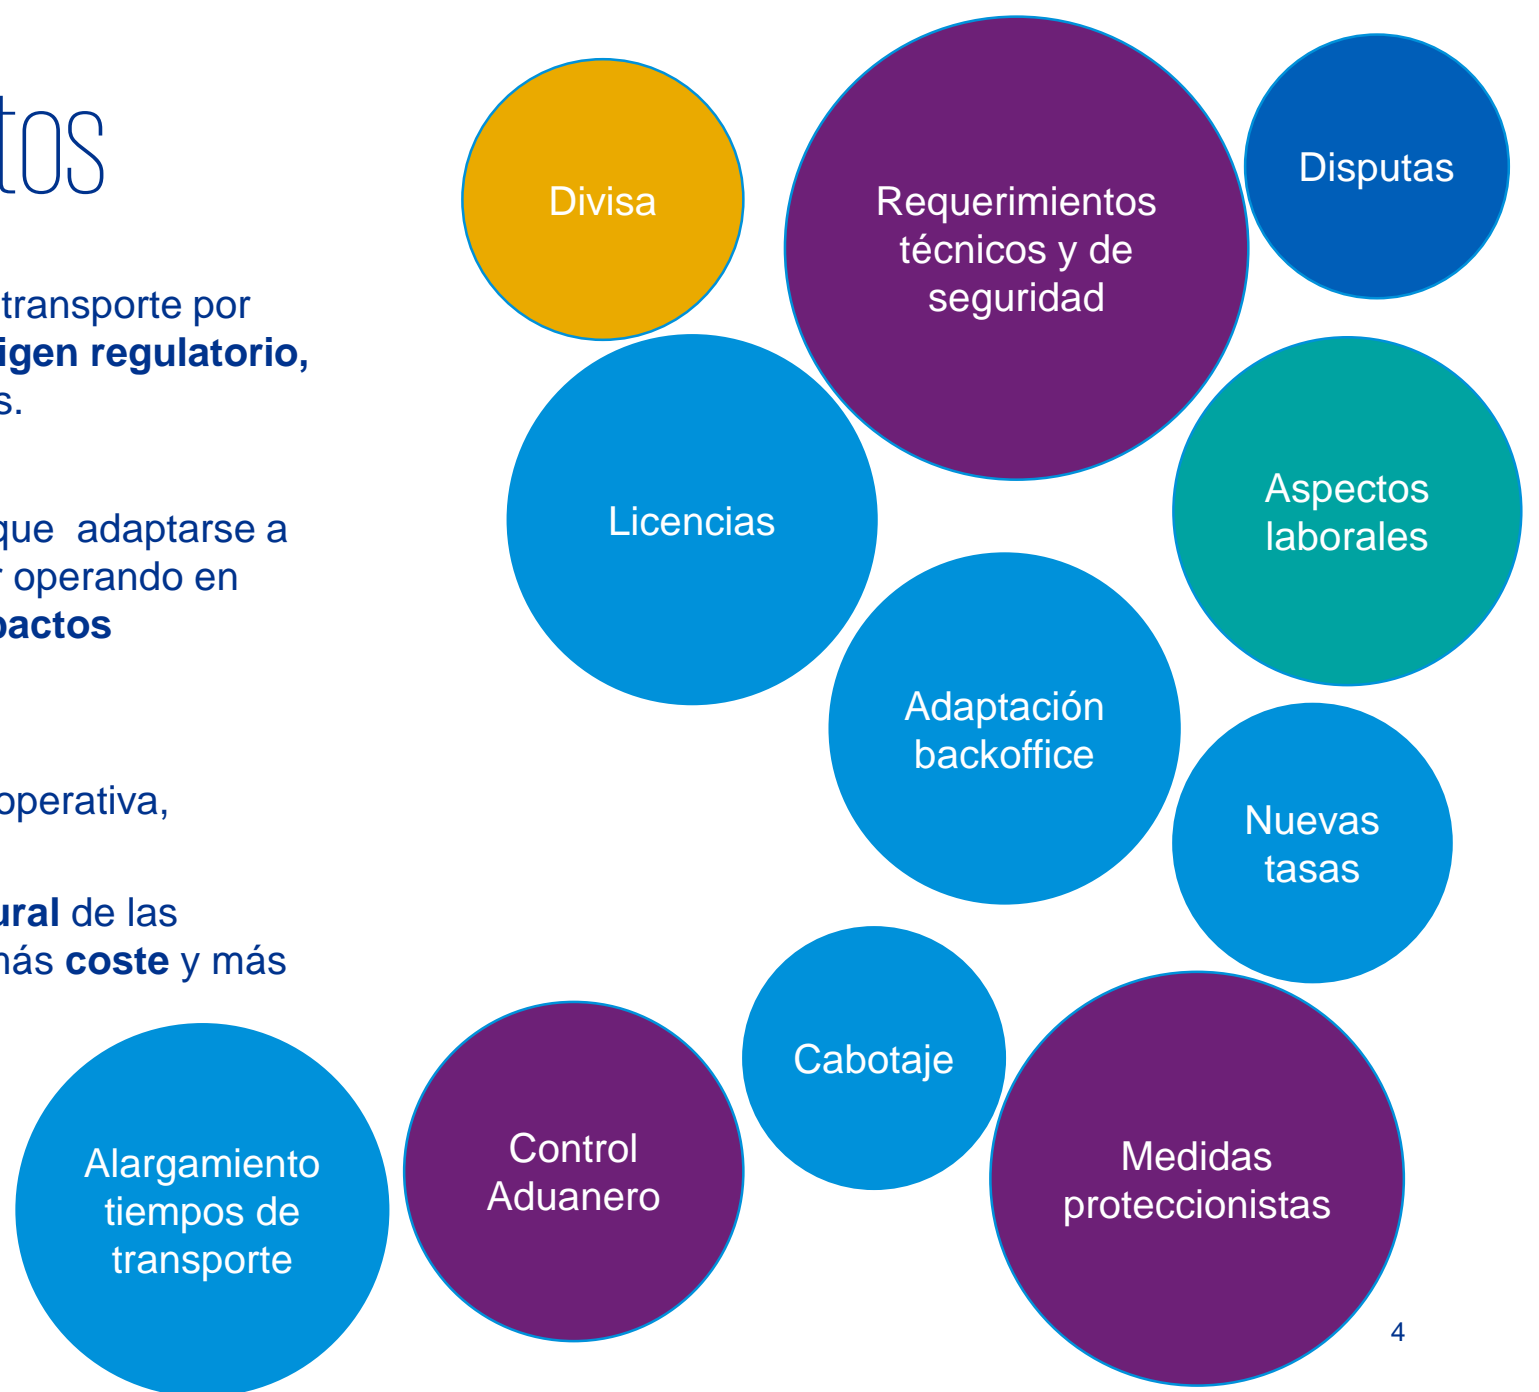 tos
transporte por
igen regulatorio,
s.
que adaptarse a
r operando en
pactos
operativa,
ural de las
más coste y más
Divisa
Requerimientos
técnicos y de
seguridad
Disputas
Licencias
Aspectos
laborales
Adaptación
backoffice
Nuevas
tasas
Cabotaje
Control
Aduanero
Medidas
proteccionistas
Alargamiento
tiempos de
transporte
4